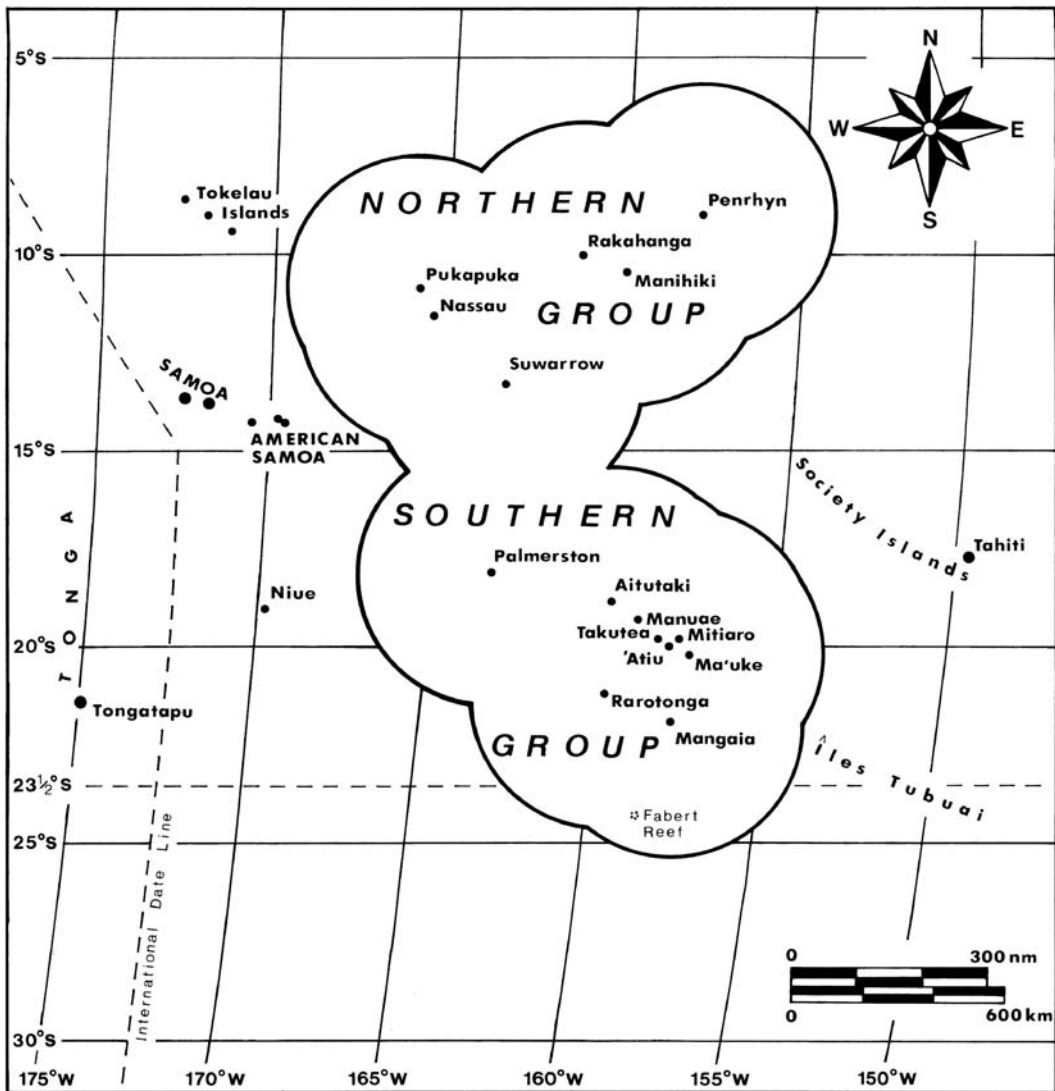 N
W
E
S
5°S
NORTHERN
Tokelau
Islands
Penrhyn
Rakahanga
10°S
Pukapuka
Manihiki
Nassau
GROUP
SAMOA
Suwarrow
AMERICAN
SAMOA
15°S
Society Islands
SOUTHERN
TONGA
Palmerston
Tahiti
Aitutaki
Niue
Manuae
Takutea
Mitiaro
20°S
'Atiu
Ma'uke
Rarotonga
Tongatapu
Mangaia
GROUP
Îles Tubuai
23½°S
Fabert
Reef
25°S
International Date Line
0
300 nm
0
600 km
30°S
175°W
170°W
165°W
160°W
155°W
150°W